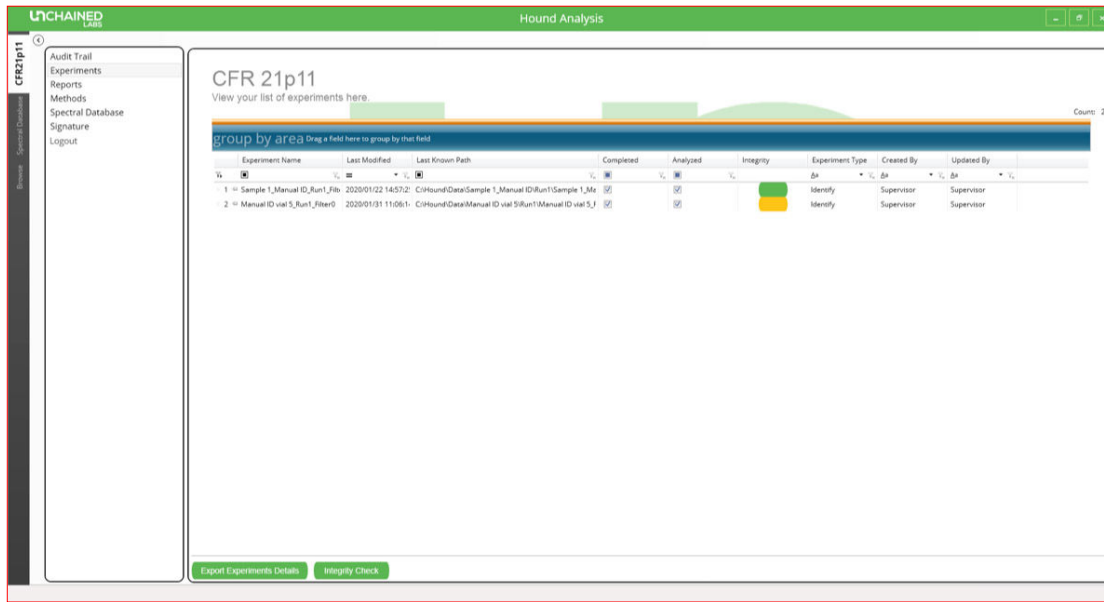 UNCHAINED LABS
Hound Analysis
CFR21p11
Spectral Database
Browse
Audit Trail
Experiments
Reports
Methods
Spectral Database
Signature
Logout
CFR 21p11
View your list of experiments here.
Count: 2
group by area Drag a field here to group by that field
Experiment Name Last Modified Last Known Path Completed Analyzed Integrity Experiment Type Created By Updated By
1 Sample 1_Manual ID_Run1_Filt 2020/01/22 14:57:2 C:\Hound\Data\Sample 1_Manual ID\Run1\Sample 1_Ma Identify Supervisor Supervisor
2 Manual ID vial 5_Run1_Filter0 2020/01/31 11:06:1 C:\Hound\Data\Manual ID vial 5\Run1\Manual ID vial 5_F Identify Supervisor Supervisor
Export Experiments Details Integrity Check